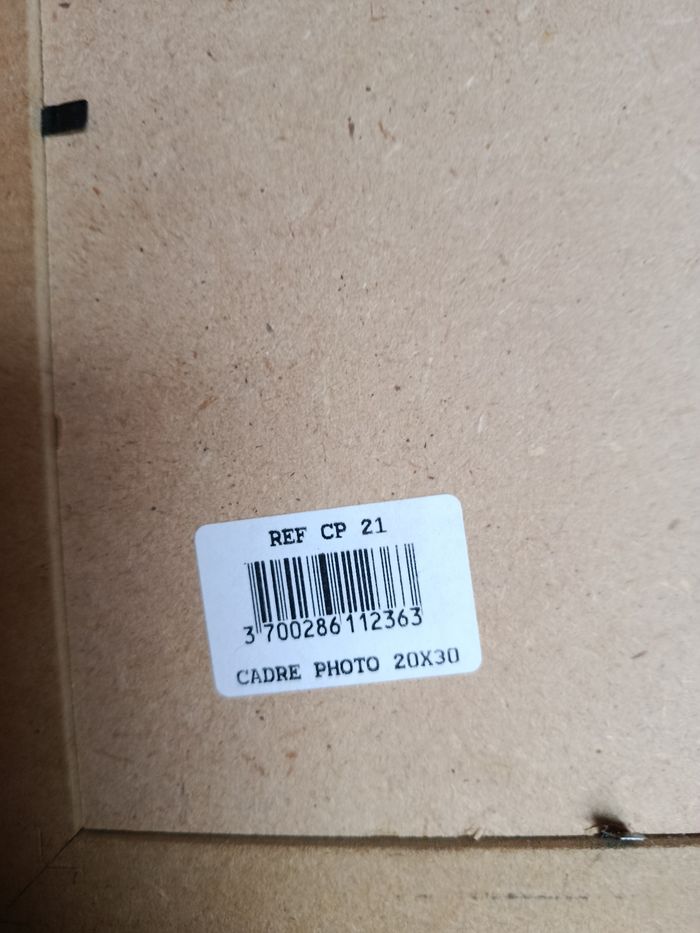 REF CP 21
3 700286 112363
CADRE PHOTO 20X30